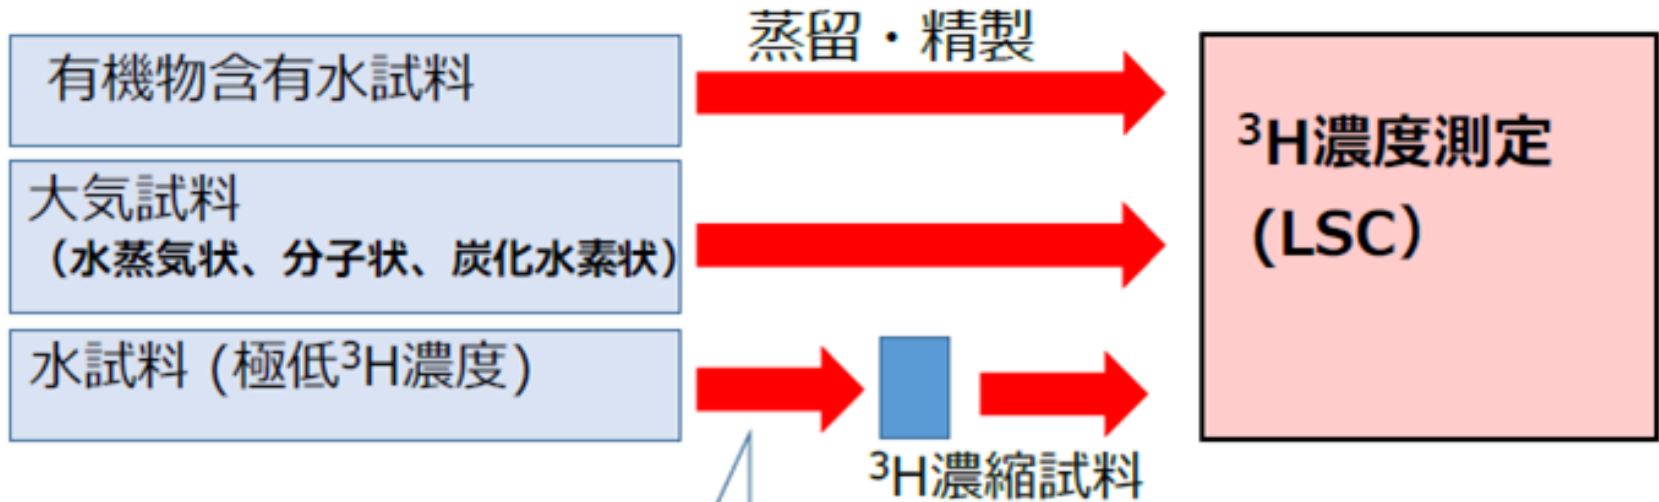 蒸留・精製
有機物含有水試料
大気試料
（水蒸気状、分子状、炭化水素状）
水試料 (極低³H濃度)
³H濃縮試料
³H濃度測定
(LSC）